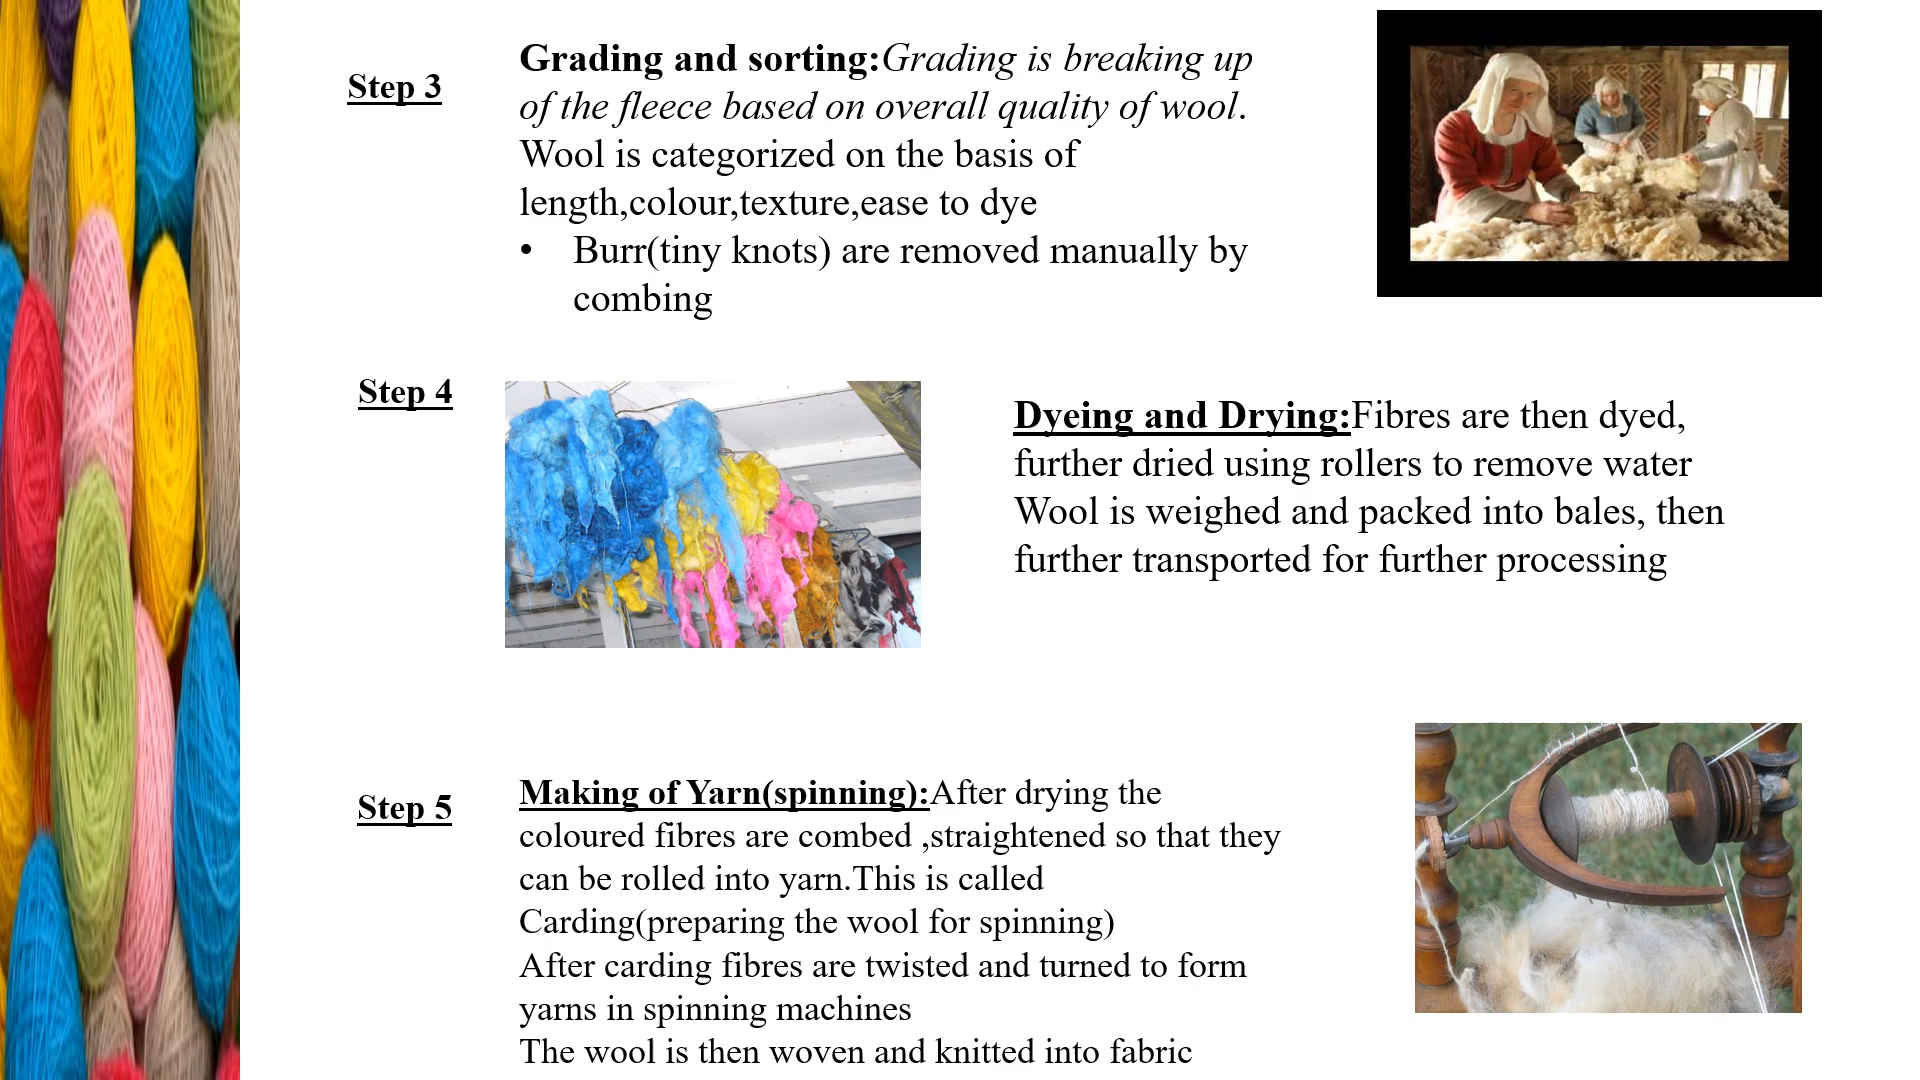 Step 3
Grading and sorting:Grading is breaking up
of the fleece based on overall quality of wool.
Wool is categorized on the basis of
length,colour,texture,ease to dye
• Burr(tiny knots) are removed manually by
combing
Step 4
Dyeing and Drying:Fibres are then dyed,
further dried using rollers to remove water
Wool is weighed and packed into bales, then
further transported for further processing
Step 5
Making of Yarn(spinning):After drying the
coloured fibres are combed ,straightened so that they
can be rolled into yarn.This is called
Carding(preparing the wool for spinning)
After carding fibres are twisted and turned to form
yarns in spinning machines
The wool is then woven and knitted into fabric